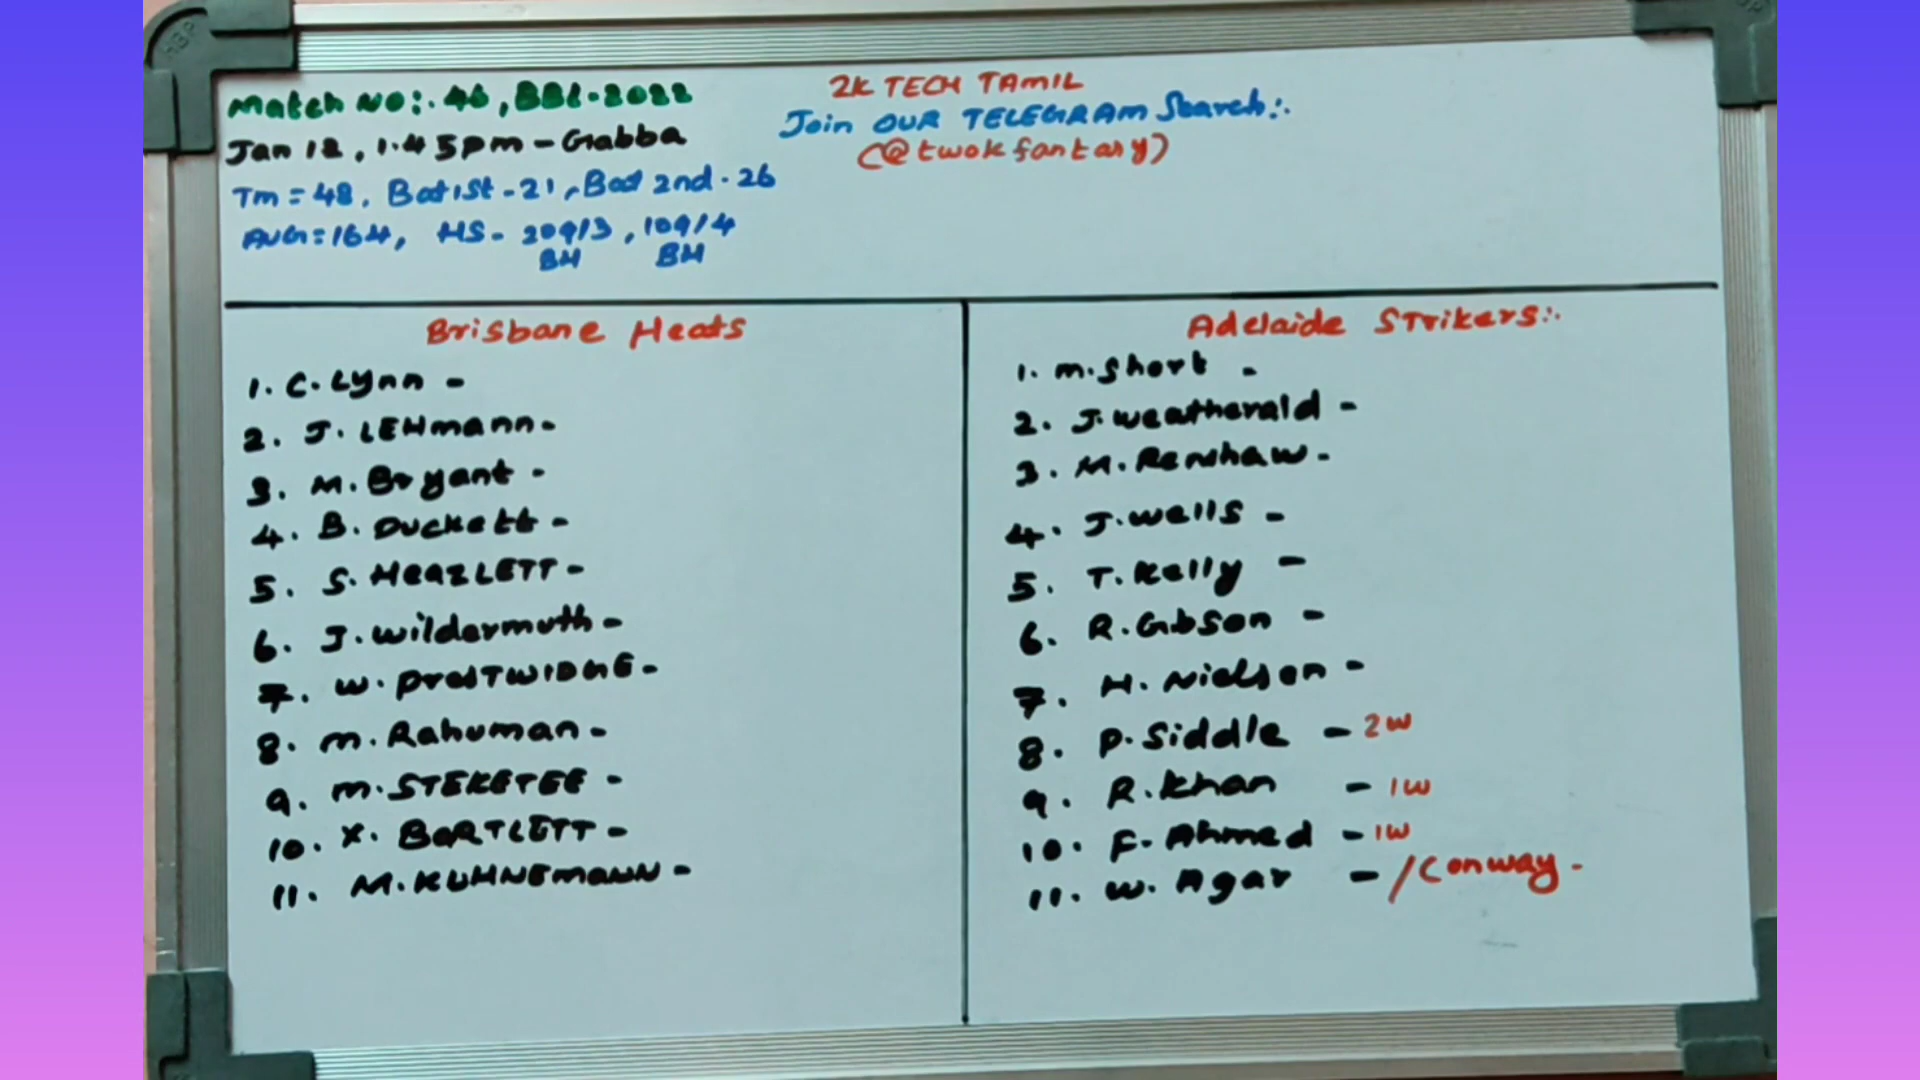 Match No:. 46, BBL-2022
Jan 12, 1.45pm - Gabba
Tm = 48, Bat 1st - 21, Bat 2nd - 26
AVG = 164, HS - 209/3, 109/4
BH BH
2K TECH TAMIL
Join OUR TELEGRAM Search:.
(@twokfantasy)
Brisbane Heats
1. C. Lynn -
2. J. LEHmann -
3. M. Bryant -
4. B. Duckett -
5. S. HeazLETT -
6. J. Wildermuth -
7. W. PresTWIDGE -
8. M. Rahuman -
9. M. STEKETEE -
10. X. BaRTLETT -
11. M. KUHNEmaNN -
Adelaide STrikers:.
1. M. Short -
2. J. Weatherald -
3. M. Renshaw -
4. J. Wells -
5. T. Kelly -
6. R. Gibson -
7. H. Nielsen -
8. P. Siddle - 2W
9. R. Khan - 1W
10. F. Ahmed - 1W
11. W. Agar - /Conway.